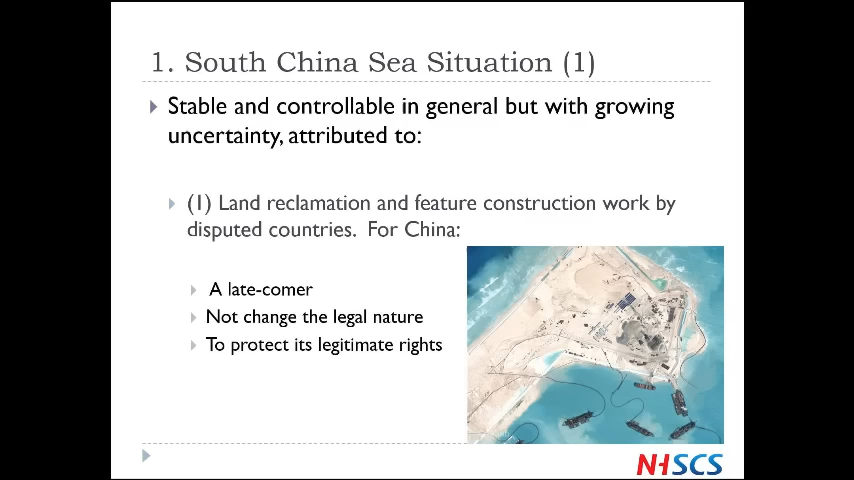 1. South China Sea Situation (1)
Stable and controllable in general but with growing
uncertainty, attributed to:
(1) Land reclamation and feature construction work by
disputed countries. For China:
A late-comer
Not change the legal nature
To protect its legitimate rights
NHSCS